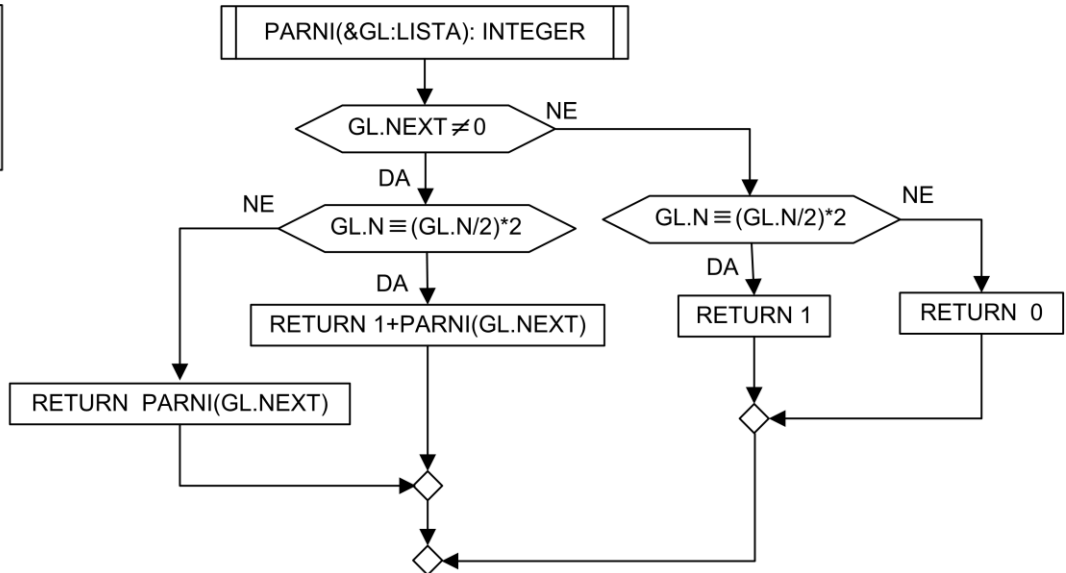 PARNI(&GL:LISTA): INTEGER
GL.NEXT≠0
NE
DA
NE
GL.N≡(GL.N/2)*2
GL.N≡(GL.N/2)*2
NE
DA
DA
RETURN 1+PARNI(GL.NEXT)
RETURN 1
RETURN 0
RETURN PARNI(GL.NEXT)